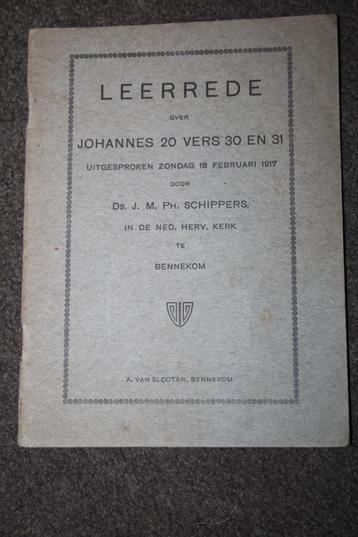 LEERREDE
OVER
JOHANNES 20 VERS 30 EN 31
UITGESPROKEN ZONDAG 18 FEBRUARI 1917
DOOR
DS. J. M. PH. SCHIPPERS,
IN DE NED. HERV. KERK
TE
BENNEKOM
A. VAN SLOOTEN, BENNEKOM